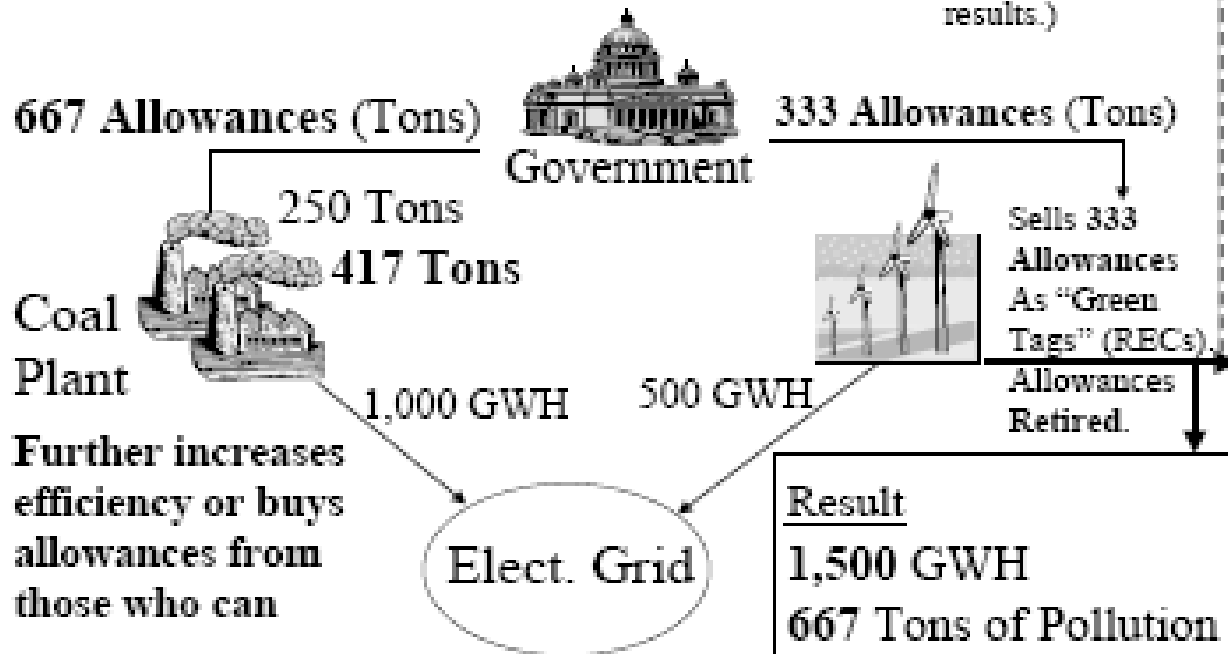 results.)
667 Allowances (Tons)
Government
333 Allowances (Tons)
250 Tons
417 Tons
Coal
Plant
Sells 333
Allowances
As “Green
Tags” (RECs).
Allowances
Retired.
1,000 GWH
500 GWH
Further increases
efficiency or buys
allowances from
those who can
Elect. Grid
Result
1,500 GWH
667 Tons of Pollution